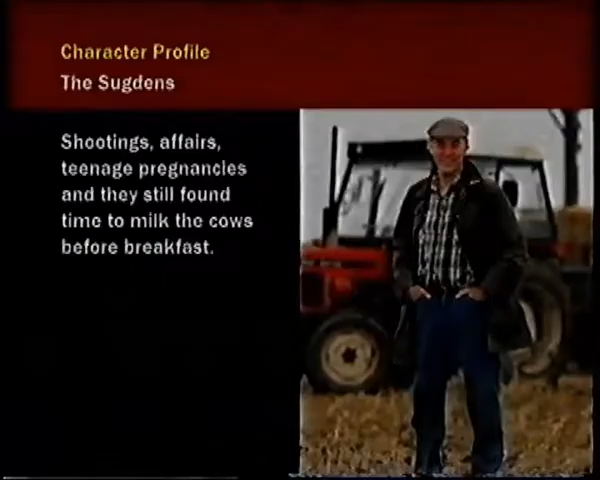 Character Profile
The Sugdens
Shootings, affairs,
teenage pregnancies
and they still found
time to milk the cows
before breakfast.